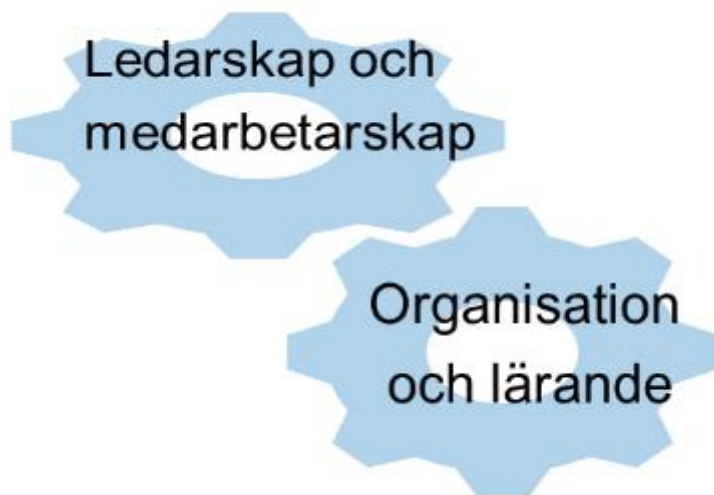 Ledarskap och
medarbetarskap
Organisation
och lärande